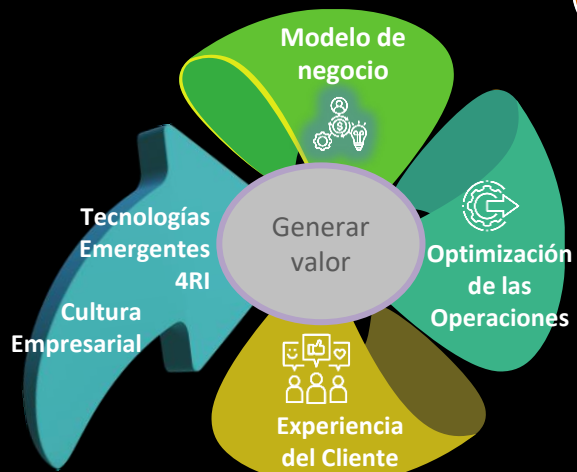 Modelo de
negocio
Tecnologías
Emergentes
4RI
Cultura
Empresarial
Generar
valor
Optimización
de las
Operaciones
Experiencia
del Cliente